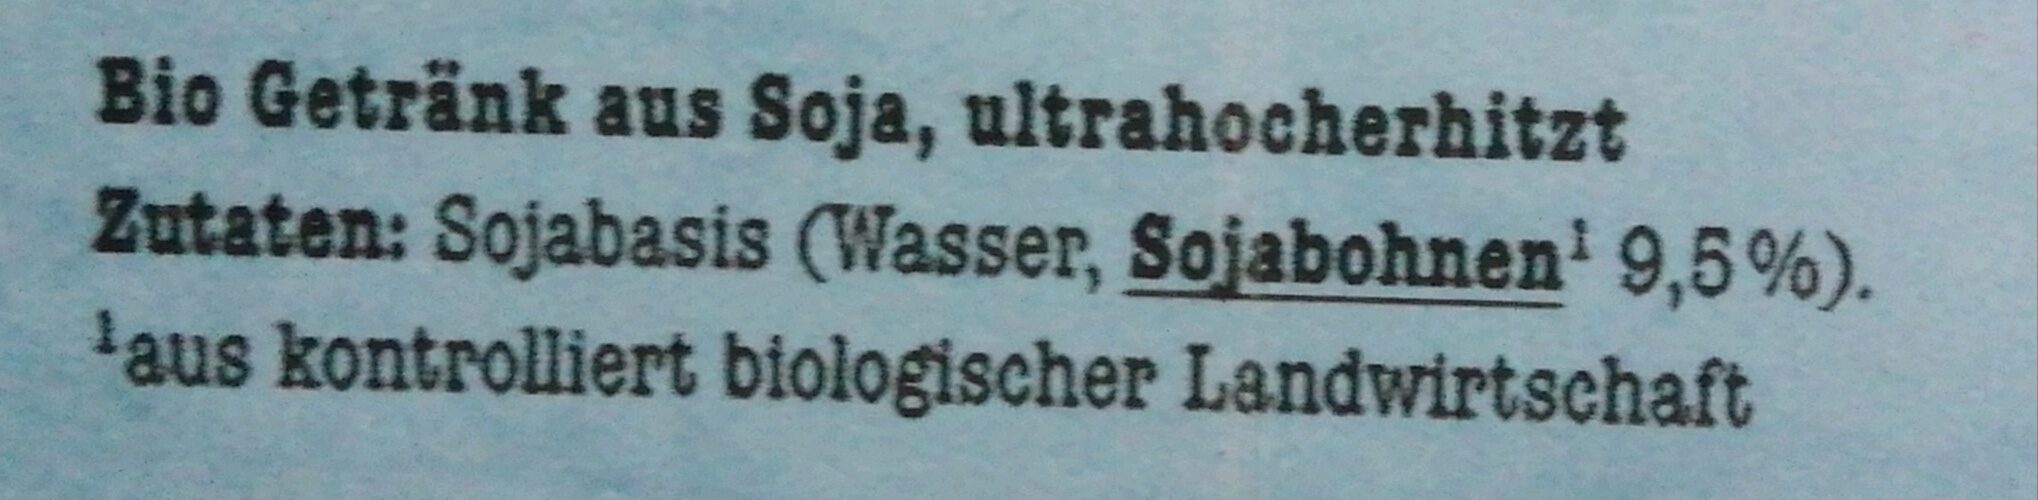 Bio Getränk aus Soja, ultrahocherhitzt
Zutaten: Sojabasis (Wasser, Sojabohnen¹ 9,5 %).
¹aus kontrolliert biologischer Landwirtschaft